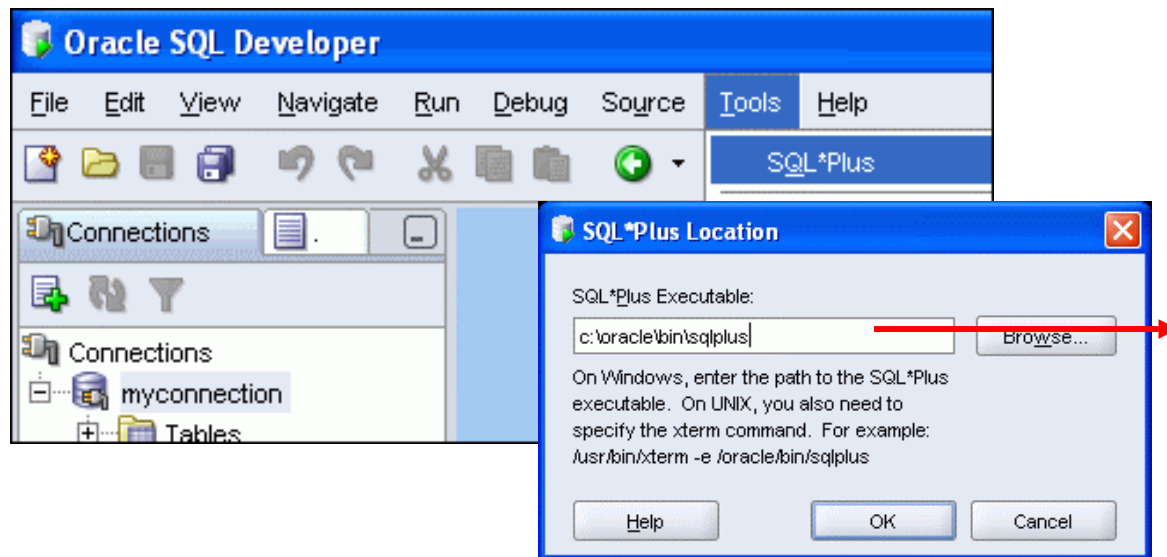 Oracle SQL Developer
File Edit View Navigate Run Debug Source Tools Help
SQL*Plus
Connections .
Connections
myconnection
Tables
SQL*Plus Location
SQL*Plus Executable:
c:\oracle\bin\sqlplus
Browse...
On Windows, enter the path to the SQL*Plus
executable. On UNIX, you also need to
specify the xterm command. For example:
/usr/bin/xterm -e /oracle/bin/sqlplus
Help OK Cancel